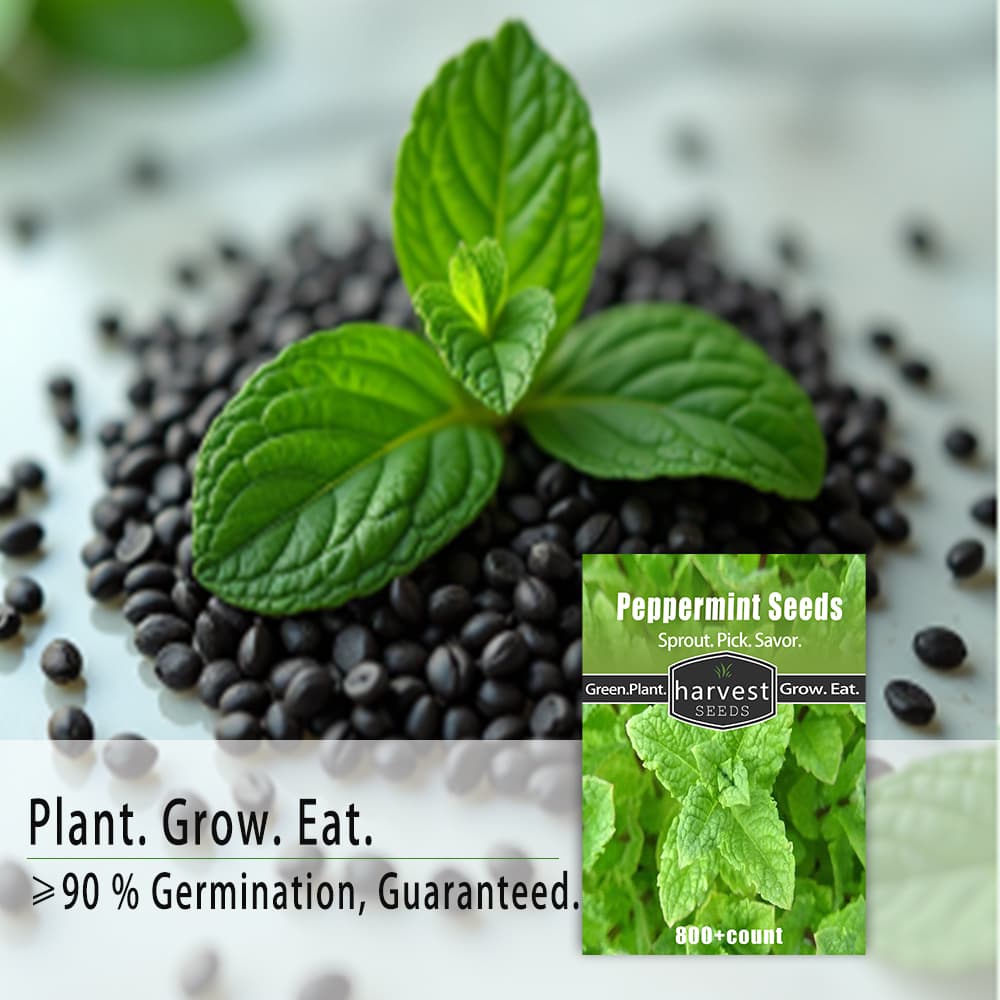 Peppermint Seeds
Sprout. Pick. Savor.
Green.Plant. harvest SEEDS Grow. Eat.
800+count
Plant. Grow. Eat.
⩾90 % Germination, Guaranteed.